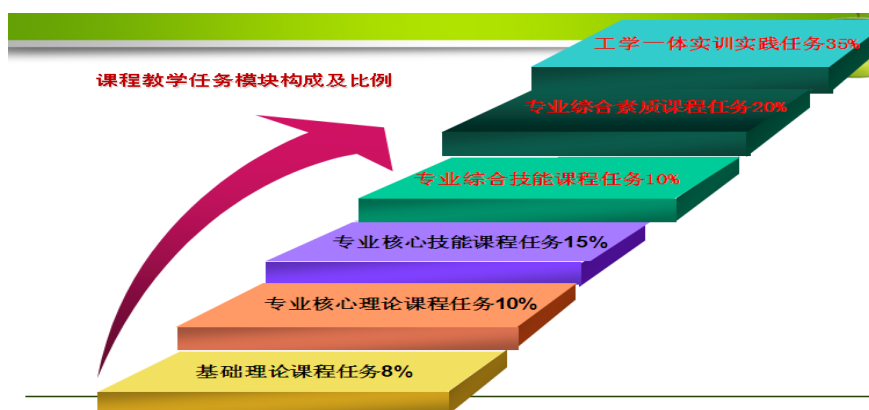 工学一体实训实践任务35%
课程教学任务模块构成及比例
专业综合素质课程任务20%
专业综合技能课程任务10%
专业核心技能课程任务15%
专业核心理论课程任务10%
基础理论课程任务8%